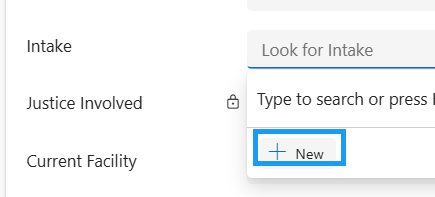 Intake
Look for Intake
Justice Involved
Type to search or press
Current Facility
New